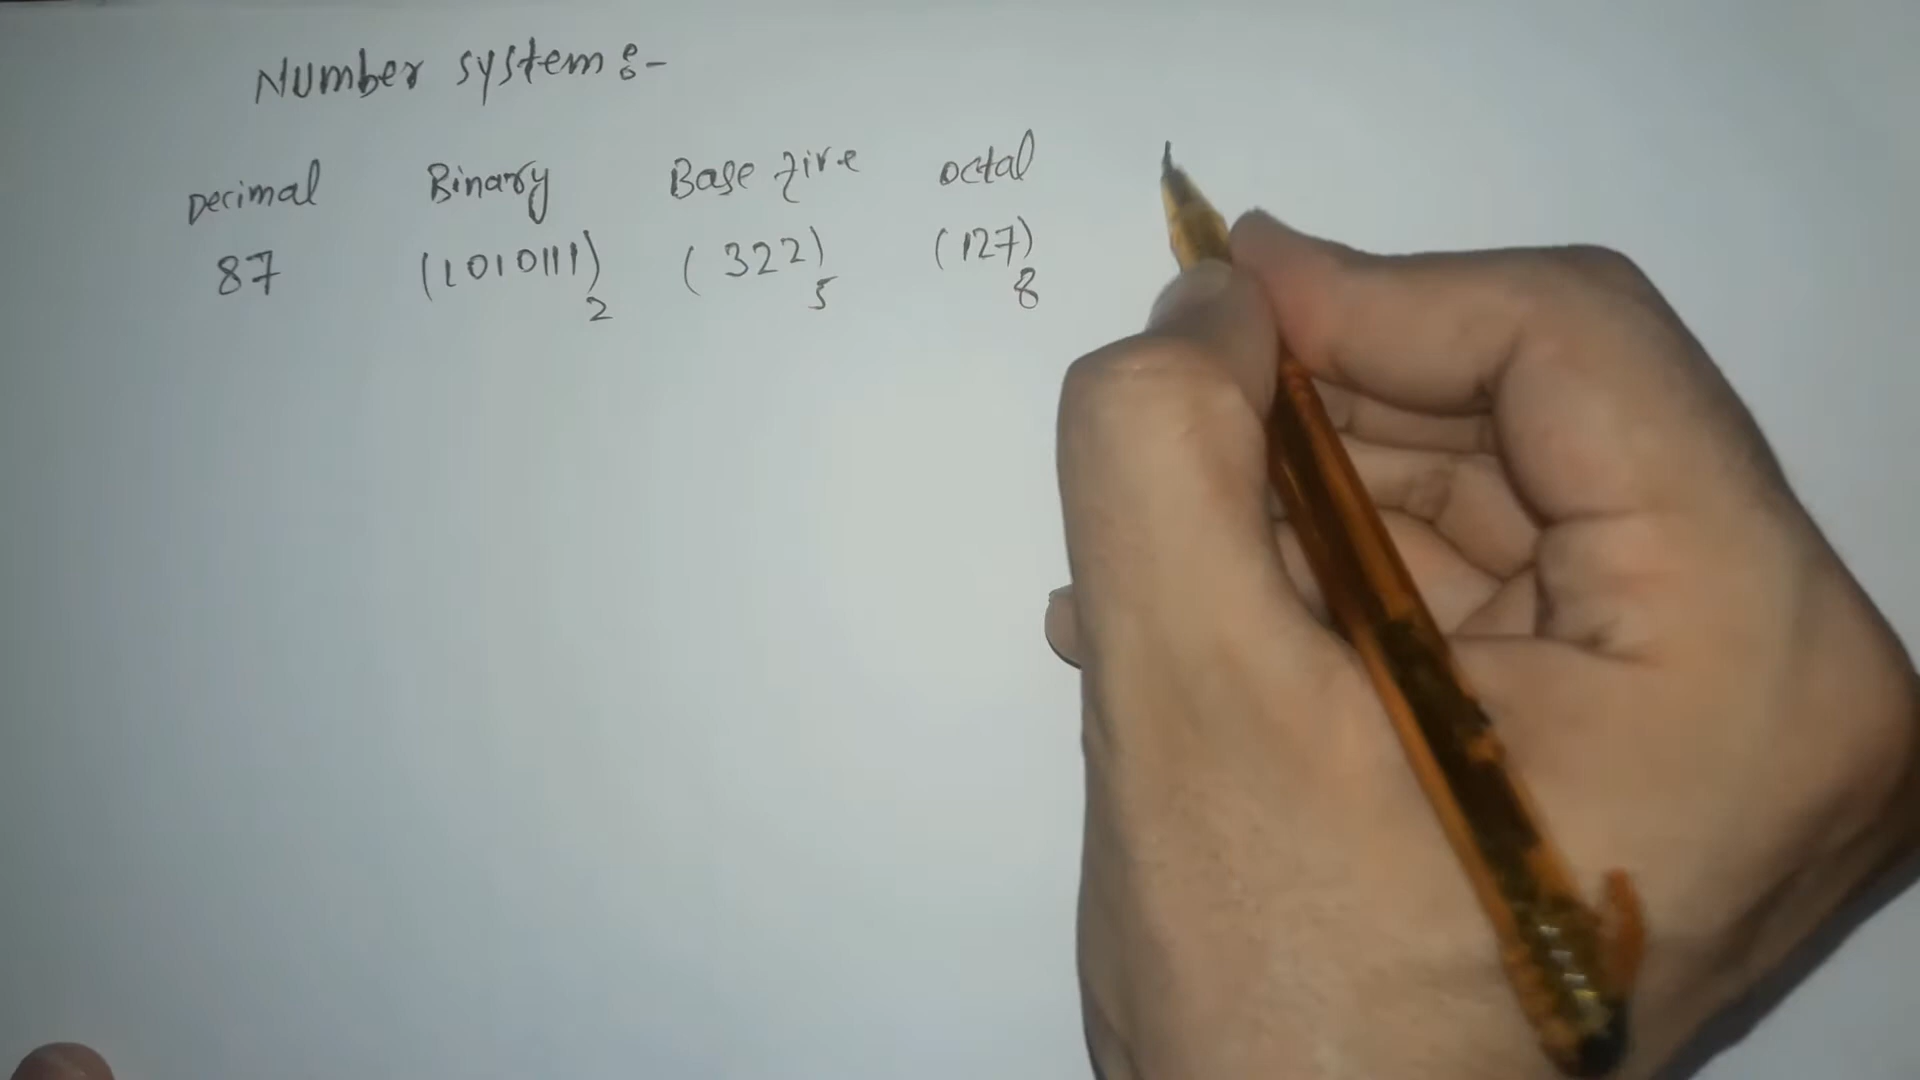 Number system :-
Decimal Binary Base five Octal
87 (1010111)2 (322)5 (127)8